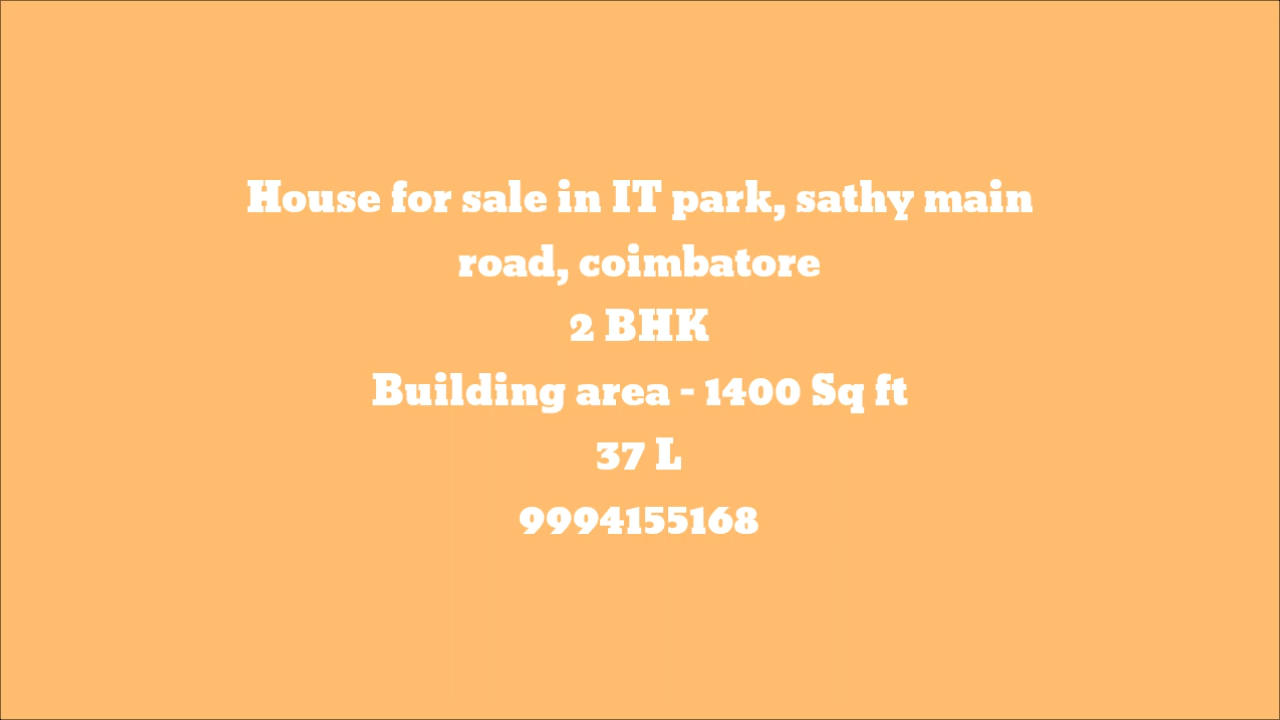 House for sale in IT park, sathy main
road, coimbatore
2 BHK
Building area - 1400 Sq ft
37 L
9994155168